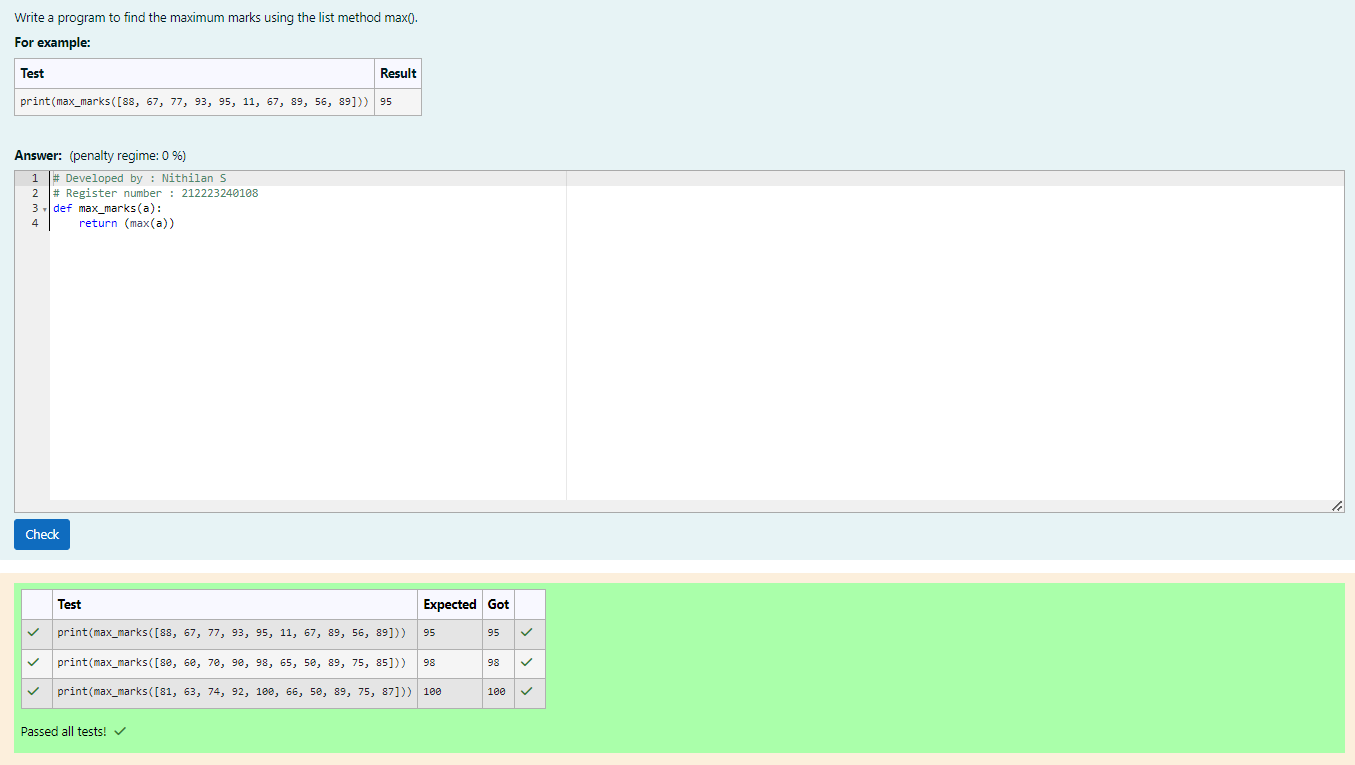 Write a program to find the maximum marks using the list method max().
For example:
Test Result
print(max_marks([88, 67, 77, 93, 95, 11, 67, 89, 56, 89])) 95
Answer: (penalty regime: 0 %)
1 # Developed by : Nithilan S
2 # Register number : 212223240108
3 def max_marks(a):
4 return (max(a))
Check
Test Expected Got
print(max_marks([88, 67, 77, 93, 95, 11, 67, 89, 56, 89])) 95 95
print(max_marks([80, 60, 70, 90, 98, 65, 50, 89, 75, 85])) 98 98
print(max_marks([81, 63, 74, 92, 100, 66, 50, 89, 75, 87])) 100 100
Passed all tests!